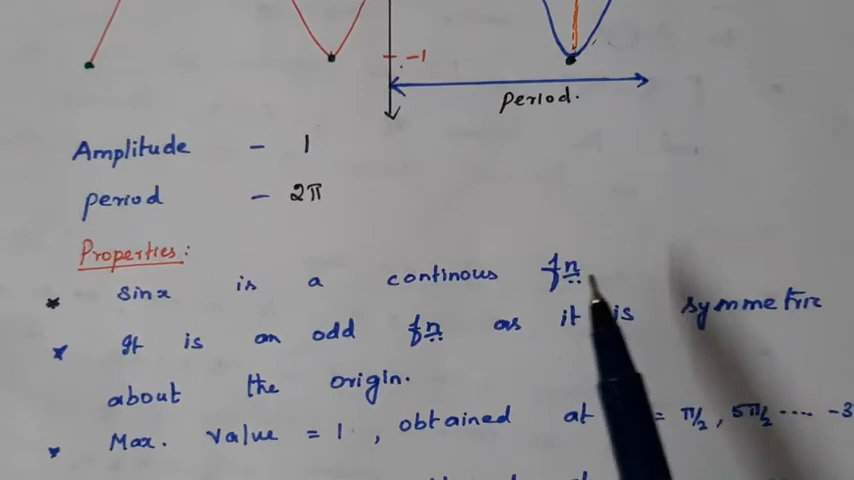 -1
period.
Amplitude - 1
period - 2π
Properties:
* sinx is a continous fn
* It is an odd fn as it is symmetric
about the origin.
* Max. value = 1, obtained at = π/2, 5π/2 .... -3